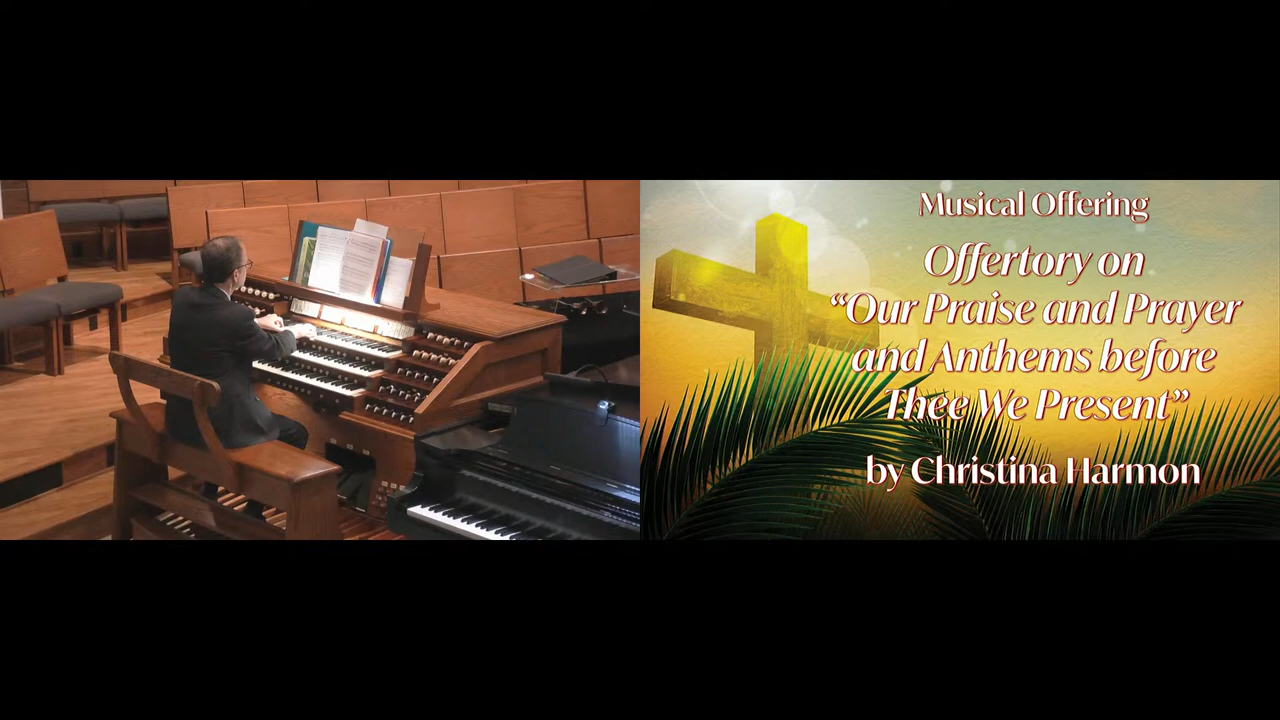 Musical Offering
Offertory on
“Our Praise and Prayer
and Anthems before
Thee We Present”
by Christina Harmon